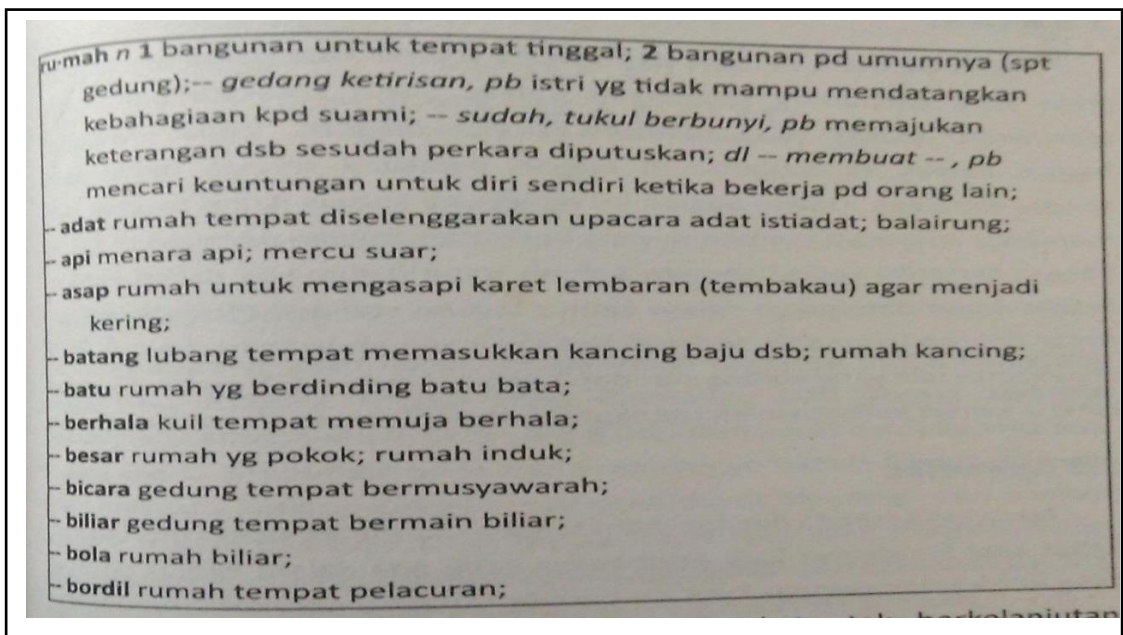 ru·mah n 1 bangunan untuk tempat tinggal; 2 bangunan pd umumnya (spt
gedung);-- gedang ketirisan, pb istri yg tidak mampu mendatangkan
kebahagiaan kpd suami; -- sudah, tukul berbunyi, pb memajukan
keterangan dsb sesudah perkara diputuskan; dl -- membuat -- , pb
mencari keuntungan untuk diri sendiri ketika bekerja pd orang lain;
-- adat rumah tempat diselenggarakan upacara adat istiadat; balairung;
-- api menara api; mercu suar;
-- asap rumah untuk mengasapi karet lembaran (tembakau) agar menjadi
kering;
-- batang lubang tempat memasukkan kancing baju dsb; rumah kancing;
-- batu rumah yg berdinding batu bata;
-- berhala kuil tempat memuja berhala;
-- besar rumah yg pokok; rumah induk;
-- bicara gedung tempat bermusyawarah;
-- biliar gedung tempat bermain biliar;
-- bola rumah biliar;
-- bordil rumah tempat pelacuran;
berkelanjutan